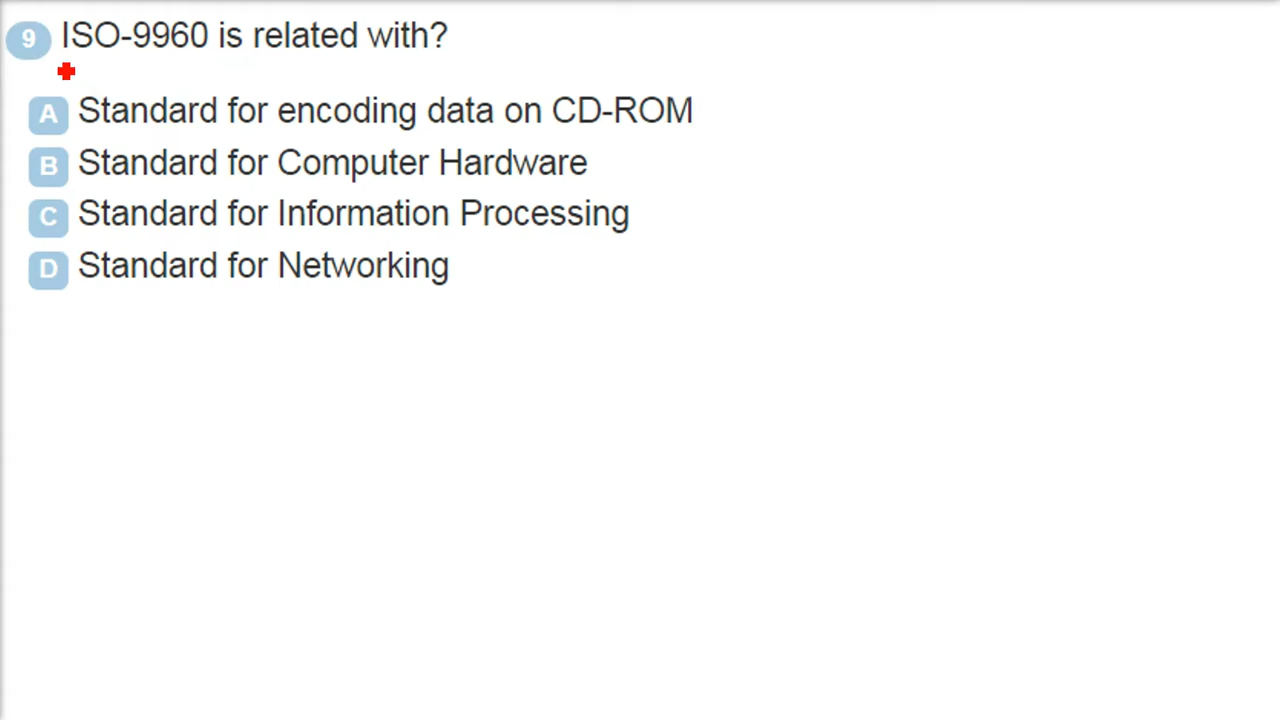 9 ISO-9960 is related with?
A Standard for encoding data on CD-ROM
B Standard for Computer Hardware
C Standard for Information Processing
D Standard for Networking